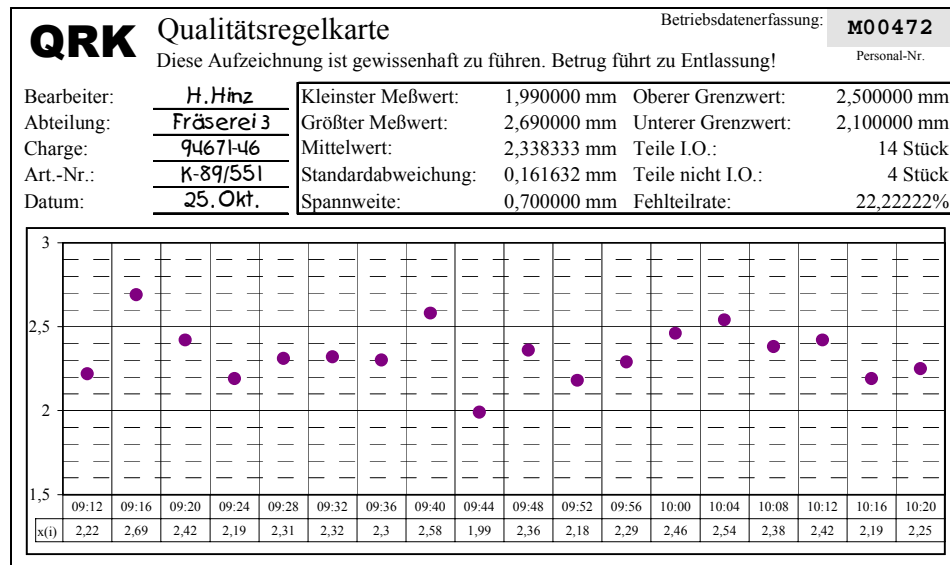 QRK Qualitätsregelkarte Betriebsdatenerfassung: M00472
Diese Aufzeichnung ist gewissenhaft zu führen. Betrug führt zu Entlassung! Personal-Nr.
Bearbeiter: H. Hinz Kleinster Meßwert: 1,990000 mm Oberer Grenzwert: 2,500000 mm
Abteilung: Fräserei 3 Größter Meßwert: 2,690000 mm Unterer Grenzwert: 2,100000 mm
Charge: 94671-46 Mittelwert: 2,338333 mm Teile I.O.: 14 Stück
Art.-Nr.: K-89/551 Standardabweichung: 0,161632 mm Teile nicht I.O.: 4 Stück
Datum: 25. Okt. Spannweite: 0,700000 mm Fehlteilrate: 22,22222%
3
2,5
2
1,5
09:12 09:16 09:20 09:24 09:28 09:32 09:36 09:40 09:44 09:48 09:52 09:56 10:00 10:04 10:08 10:12 10:16 10:20
x(i) 2,22 2,69 2,42 2,19 2,31 2,32 2,3 2,58 1,99 2,36 2,18 2,29 2,46 2,54 2,38 2,42 2,19 2,25